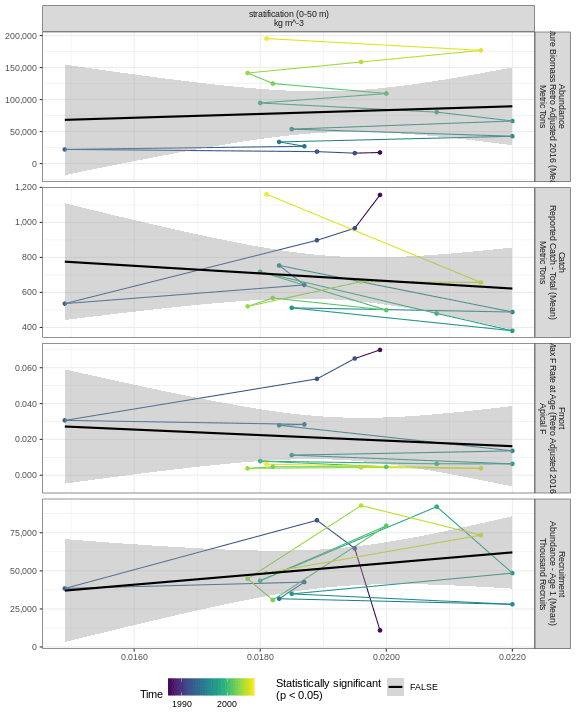 stratification (0-50 m)
kg m^-3
200,000
150,000
100,000
50,000
0
Abundance
ture Biomass Retro Adjusted 2016 (Mea
Metric Tons
1,200
1,000
800
600
400
Catch
Reported Catch - Total (Mean)
Metric Tons
0.060
0.040
0.020
0.000
Fmort
Max F Rate at Age (Retro Adjusted 2016
Apical F
75,000
50,000
25,000
0
Recruitment
Abundance - Age 1 (Mean)
Thousand Recruits
0.0160
0.0180
0.0200
0.0220
Time
1990
2000
Statistically significant
(p < 0.05)
FALSE